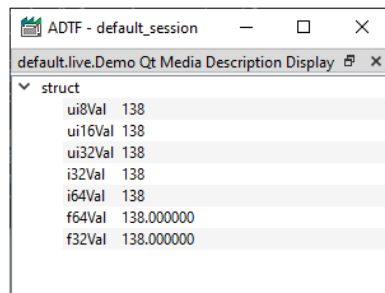 ADTF - default_session
default.live.Demo Qt Media Description Display
struct
ui8Val 138
ui16Val 138
ui32Val 138
i32Val 138
i64Val 138
f64Val 138.000000
f32Val 138.000000